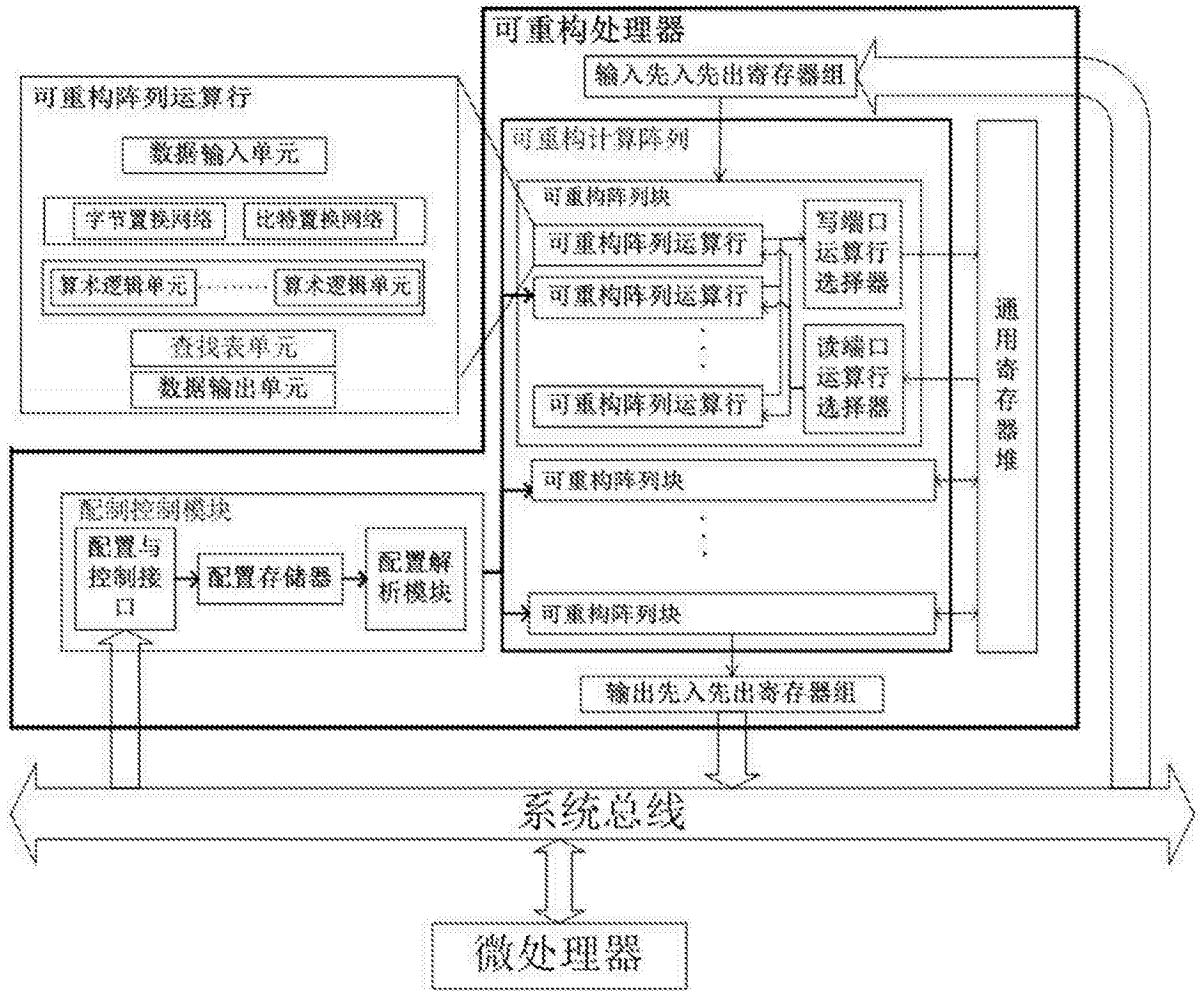 可重构处理器
输入先入先出寄存器组
可重构阵列运算行
数据输入单元
字节置换网络
比特置换网络
算术逻辑单元
算术逻辑单元
查找表单元
数据输出单元
可重构计算阵列
可重构阵列块
可重构阵列运算行
可重构阵列运算行
可重构阵列运算行
写端口
运算行
选择器
读端口
运算行
选择器
通用寄存器堆
可重构阵列块
可重构阵列块
配制控制模块
配置与
控制接
口
配置存储器
配置解
析模块
输出先入先出寄存器组
系统总线
微处理器